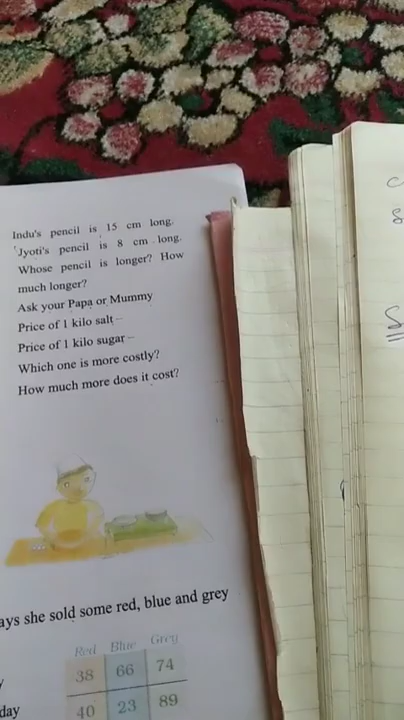 Indu's pencil is 15 cm long.
Jyoti's pencil is 8 cm long.
Whose pencil is longer? How
much longer?
Ask your Papa or Mummy
Price of 1 kilo salt –
Price of 1 kilo sugar –
Which one is more costly?
How much more does it cost?
ays she sold some red, blue and grey
Red Blue Grey
38 66 74
day 40 23 89